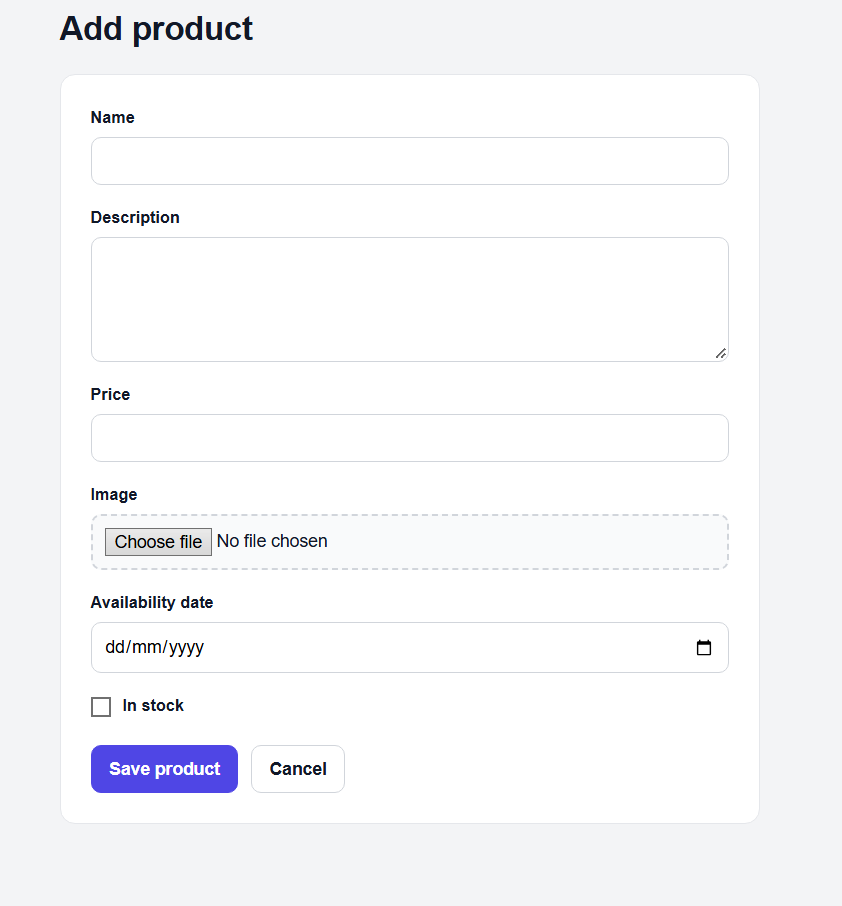 Add product
Name
Description
Price
Image
Choose file No file chosen
Availability date
dd/mm/yyyy
In stock
Save product Cancel